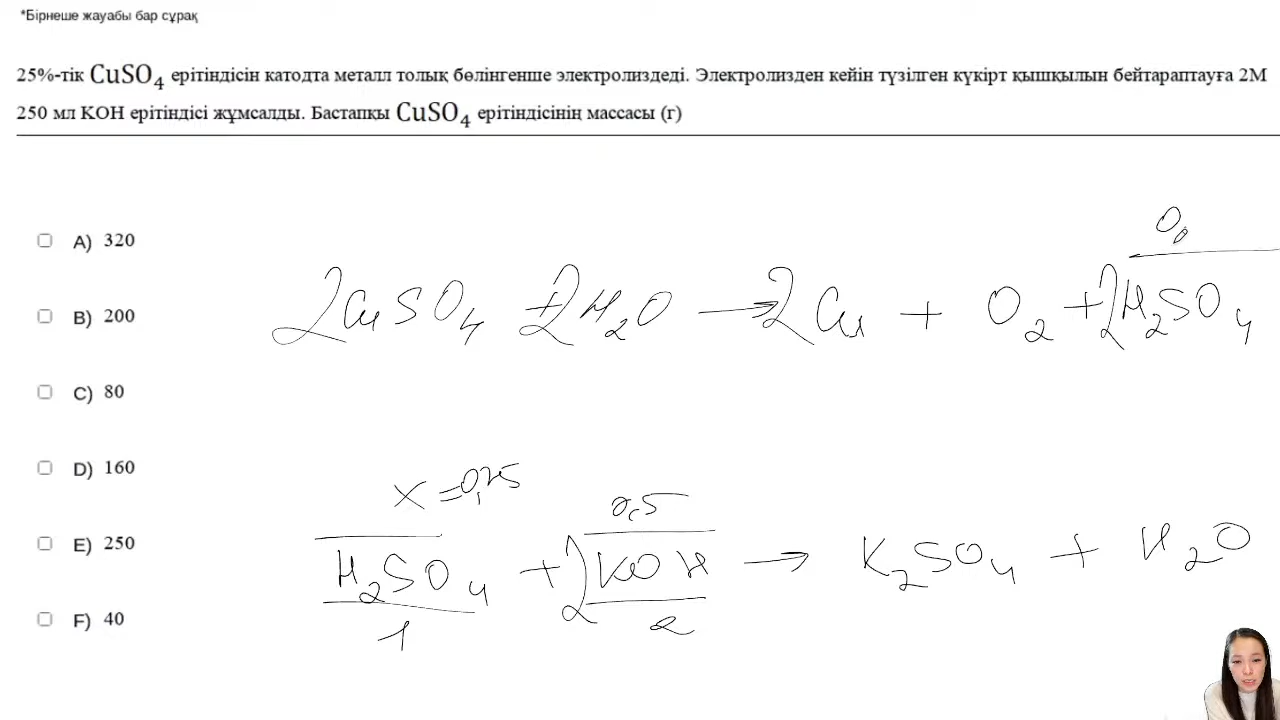 *Бірнеше жауабы бар сұрақ
25%-тік CuSO₄ ерітіндісін катодта металл толық бөлінгенше электролиздеді. Электролизден кейін түзілген күкірт қышқылын бейтараптауға 2М
250 мл KOH ерітіндісі жұмсалды. Бастапқы CuSO₄ ерітіндісінің массасы (г)
A) 320
B) 200
C) 80
D) 160
E) 250
F) 40
0,
2CuSO₄ + 2H₂O → 2Cu + O₂ + 2H₂SO₄
x = 0,25
0,5
H₂SO₄ + 2KOH → K₂SO₄ + H₂O
1
2